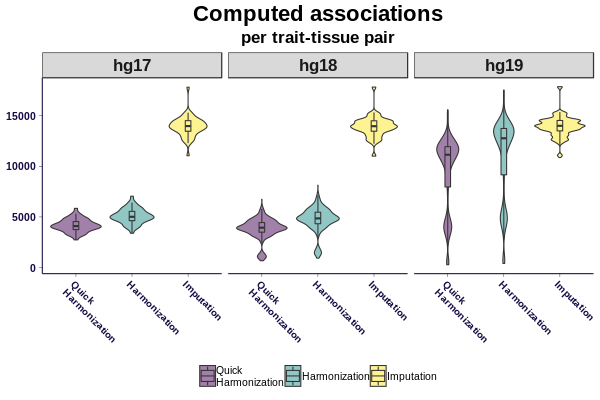 Computed associations
per trait-tissue pair
hg17
hg18
hg19
15000
10000
5000
0
Quick
Harmonization
Harmonization
Imputation
Quick
Harmonization
Harmonization
Imputation
Quick
Harmonization
Harmonization
Imputation
Quick
Harmonization
Harmonization
Imputation